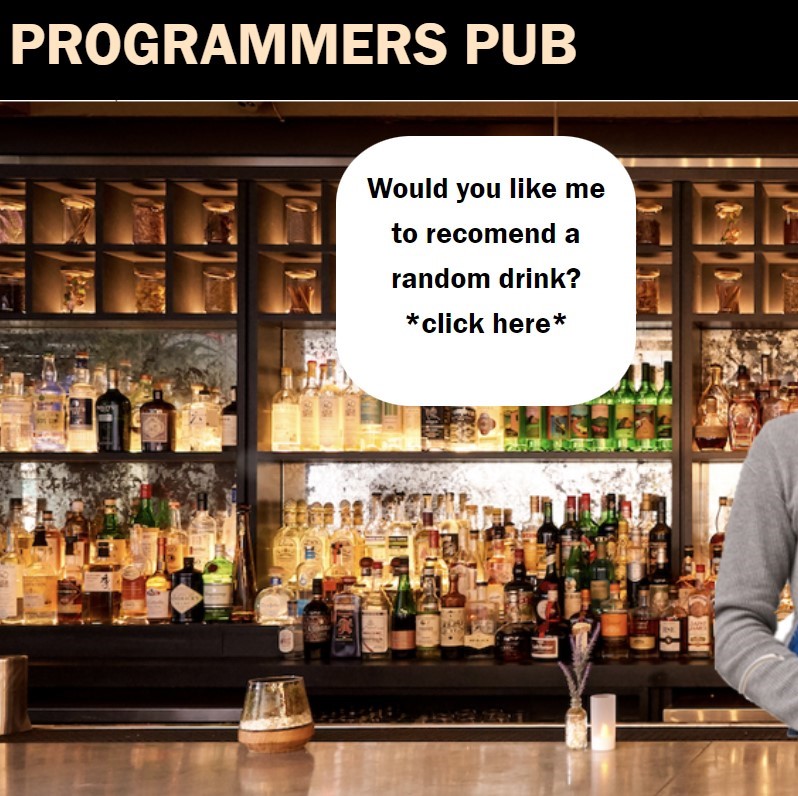 PROGRAMMERS PUB
Would you like me
to recomend a
random drink?
*click here*